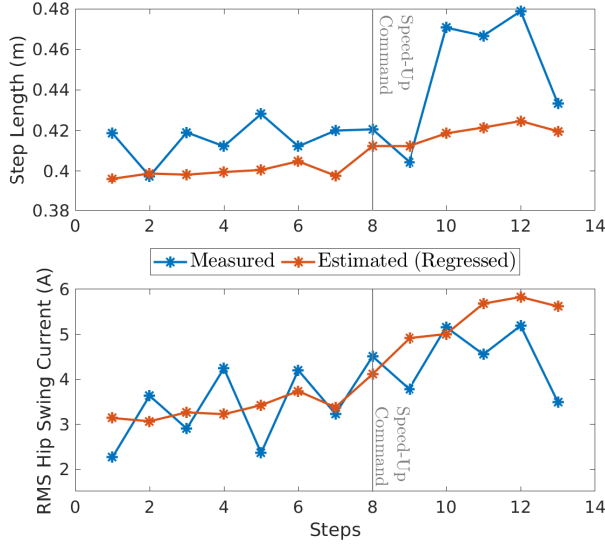 0.48
0.46
0.44
0.42
0.4
0.38
Step Length (m)
Speed-Up
Command
0 2 4 6 8 10 12 14
Measured Estimated (Regressed)
6
5
4
3
2
RMS Hip Swing Current (A)
Speed-Up
Command
0 2 4 6 8 10 12 14
Steps